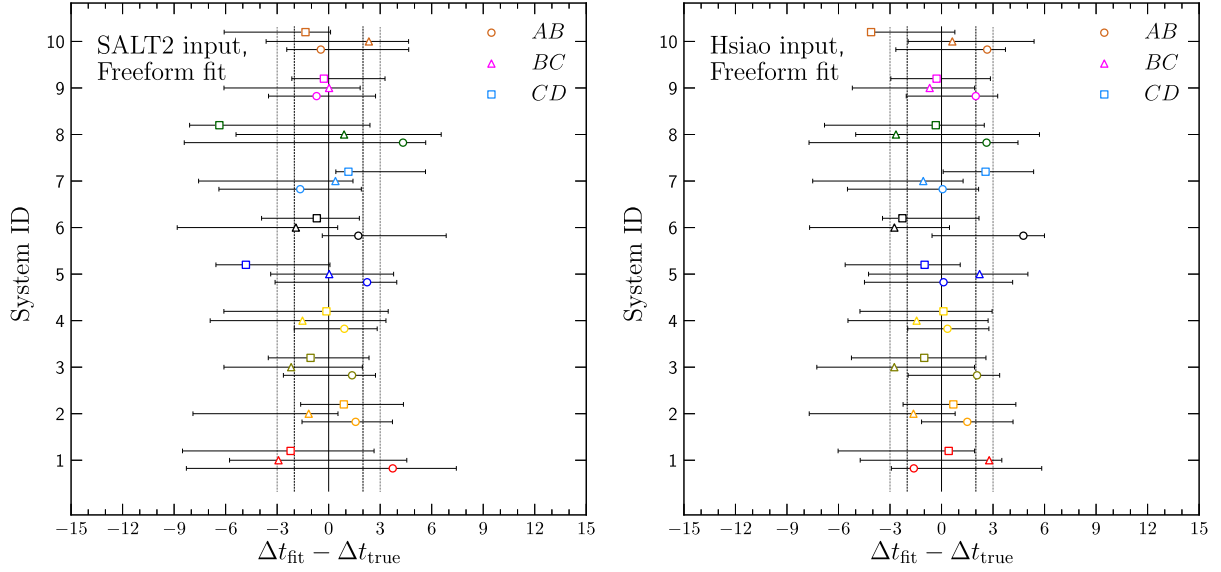 SALT2 input,
Freeform fit
AB
BC
CD
System ID
10
9
8
7
6
5
4
3
2
1
−15 −12 −9 −6 −3 0 3 6 9 12 15
Δt_fit − Δt_true
Hsiao input,
Freeform fit
AB
BC
CD
System ID
10
9
8
7
6
5
4
3
2
1
−15 −12 −9 −6 −3 0 3 6 9 12 15
Δt_fit − Δt_true